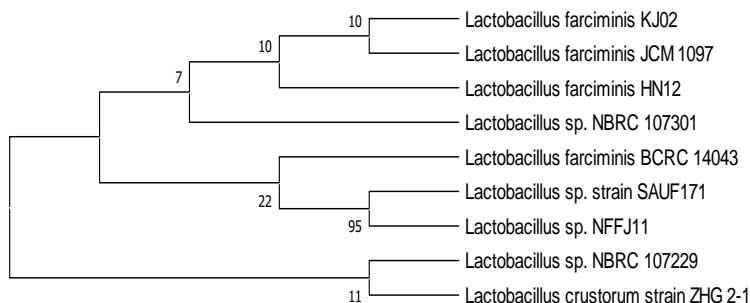 10
Lactobacillus farciminis KJ02
Lactobacillus farciminis JCM 1097
10
Lactobacillus farciminis HN12
7
Lactobacillus sp. NBRC 107301
Lactobacillus farciminis BCRC 14043
22
Lactobacillus sp. strain SAUF171
95
Lactobacillus sp. NFFJ11
Lactobacillus sp. NBRC 107229
11
Lactobacillus crustorum strain ZHG 2-1